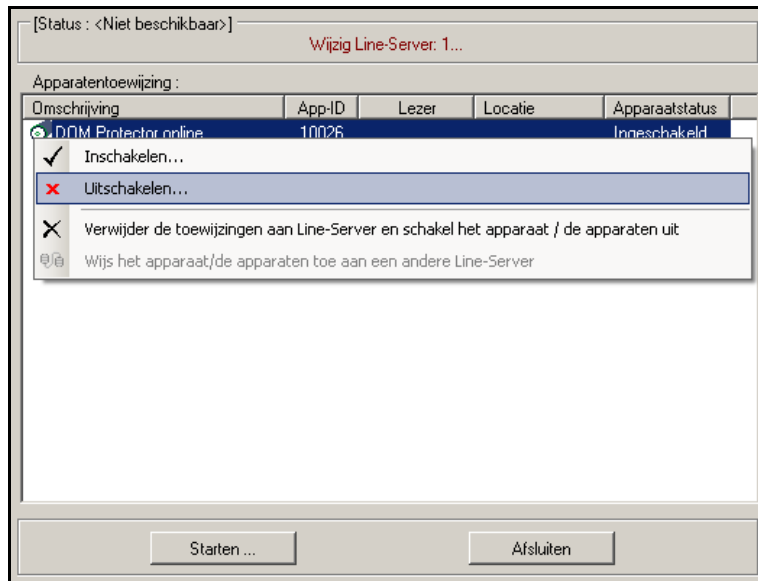 [Status : <Niet beschikbaar>]
Wijzig Line-Server: 1...
Apparatentoewijzing :
Omschrijving App-ID Lezer Locatie Apparaatstatus
DOM Protector online 10026 Ingeschakeld
Inschakelen...
Uitschakelen...
Verwijder de toewijzingen aan Line-Server en schakel het apparaat / de apparaten uit
Wijs het apparaat/de apparaten toe aan een andere Line-Server
Starten ... Afsluiten